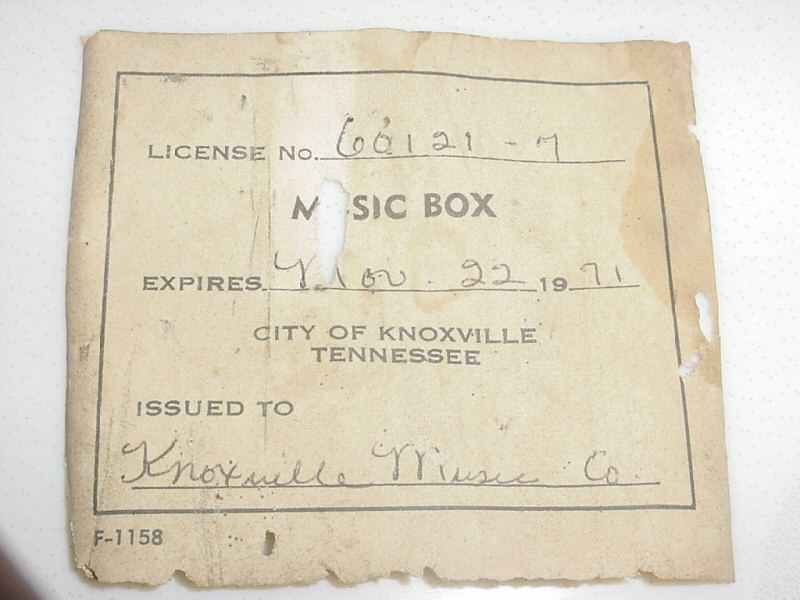 LICENSE No. 60121-7
MUSIC BOX
EXPIRES Nov. 22 1971
CITY OF KNOXVILLE
TENNESSEE
ISSUED TO
Knoxville Music Co.
F-1158